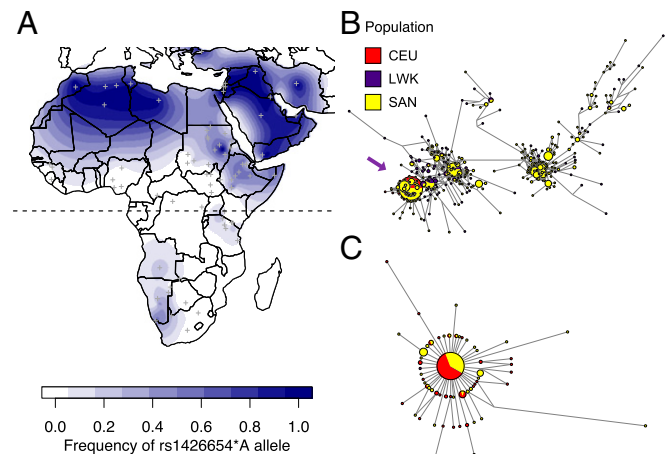 A
B
Population
CEU
LWK
SAN
C
0.0 0.2 0.4 0.6 0.8 1.0
Frequency of rs1426654*A allele